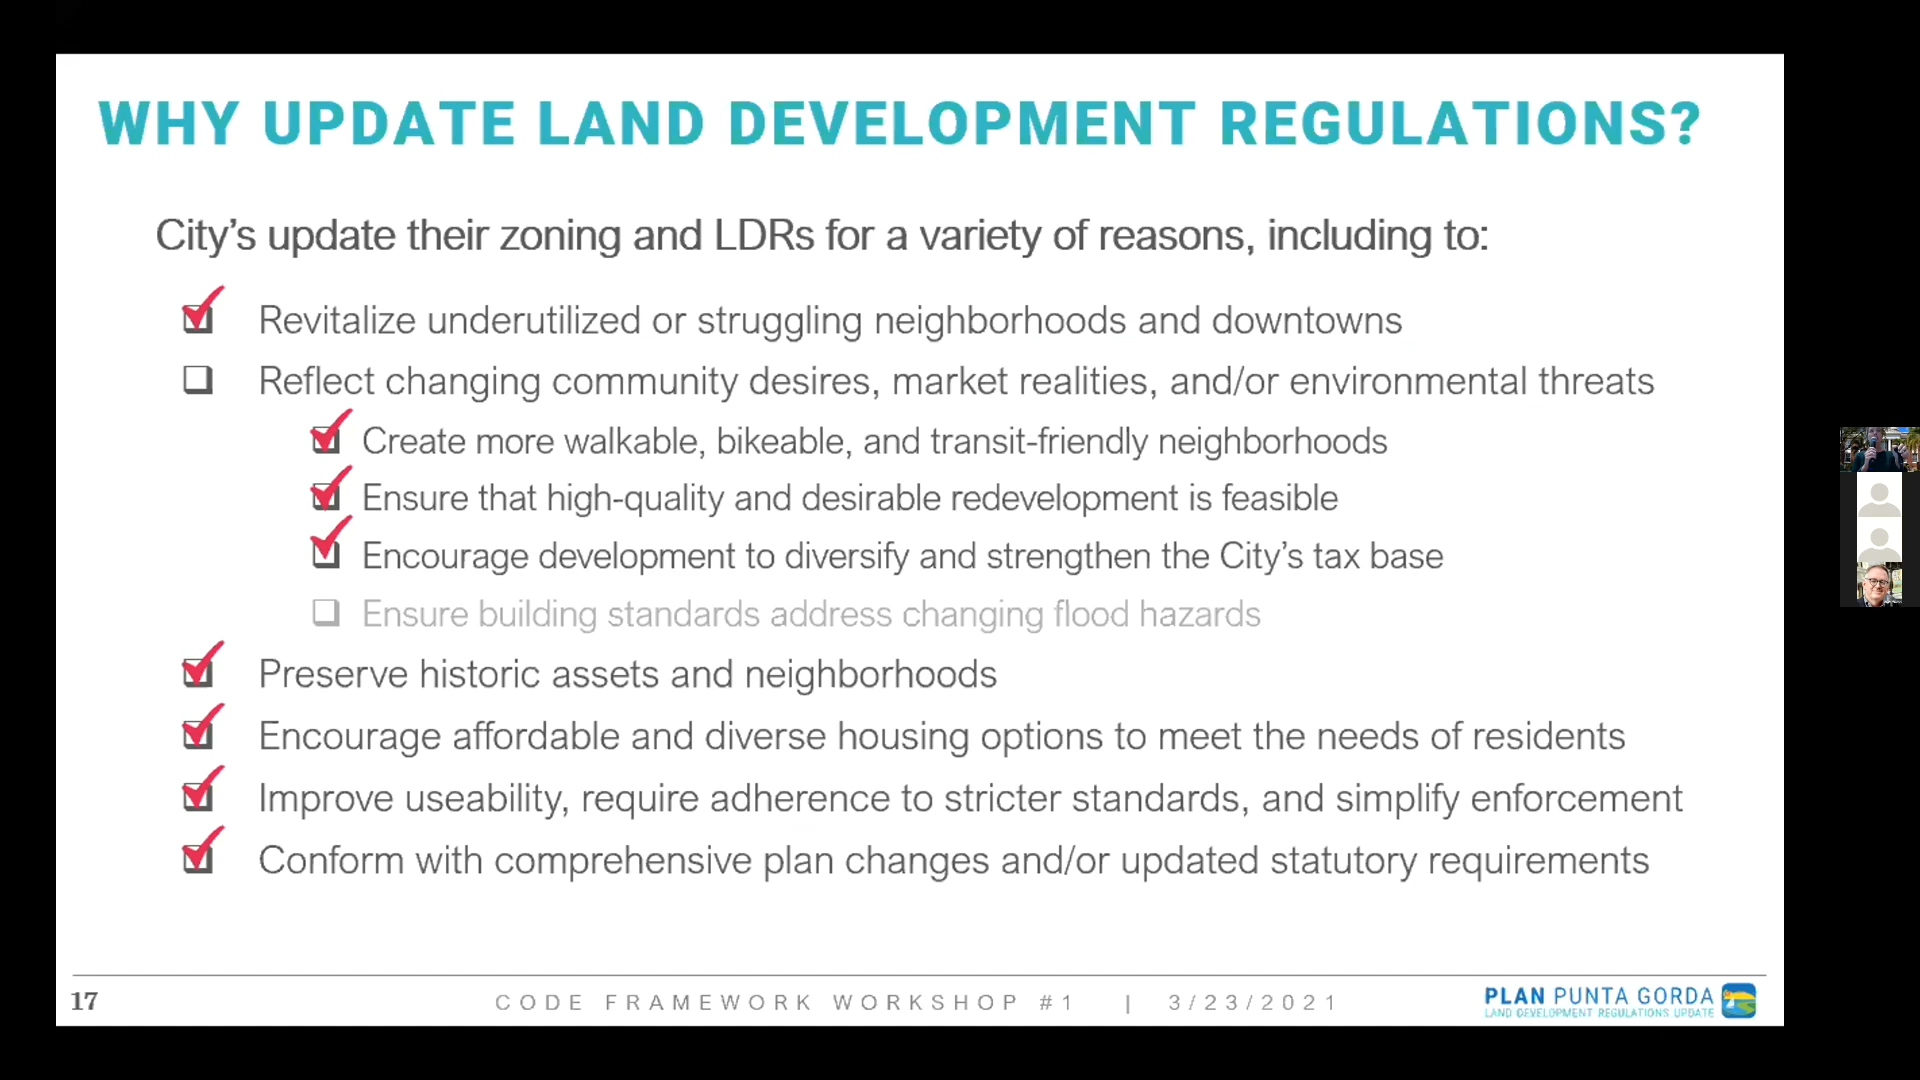 WHY UPDATE LAND DEVELOPMENT REGULATIONS?
City’s update their zoning and LDRs for a variety of reasons, including to:
Revitalize underutilized or struggling neighborhoods and downtowns
Reflect changing community desires, market realities, and/or environmental threats
Create more walkable, bikeable, and transit-friendly neighborhoods
Ensure that high-quality and desirable redevelopment is feasible
Encourage development to diversify and strengthen the City’s tax base
Ensure building standards address changing flood hazards
Preserve historic assets and neighborhoods
Encourage affordable and diverse housing options to meet the needs of residents
Improve useability, require adherence to stricter standards, and simplify enforcement
Conform with comprehensive plan changes and/or updated statutory requirements
17
CODE FRAMEWORK WORKSHOP #1 | 3/23/2021
PLAN PUNTA GORDA
LAND DEVELOPMENT REGULATIONS UPDATE